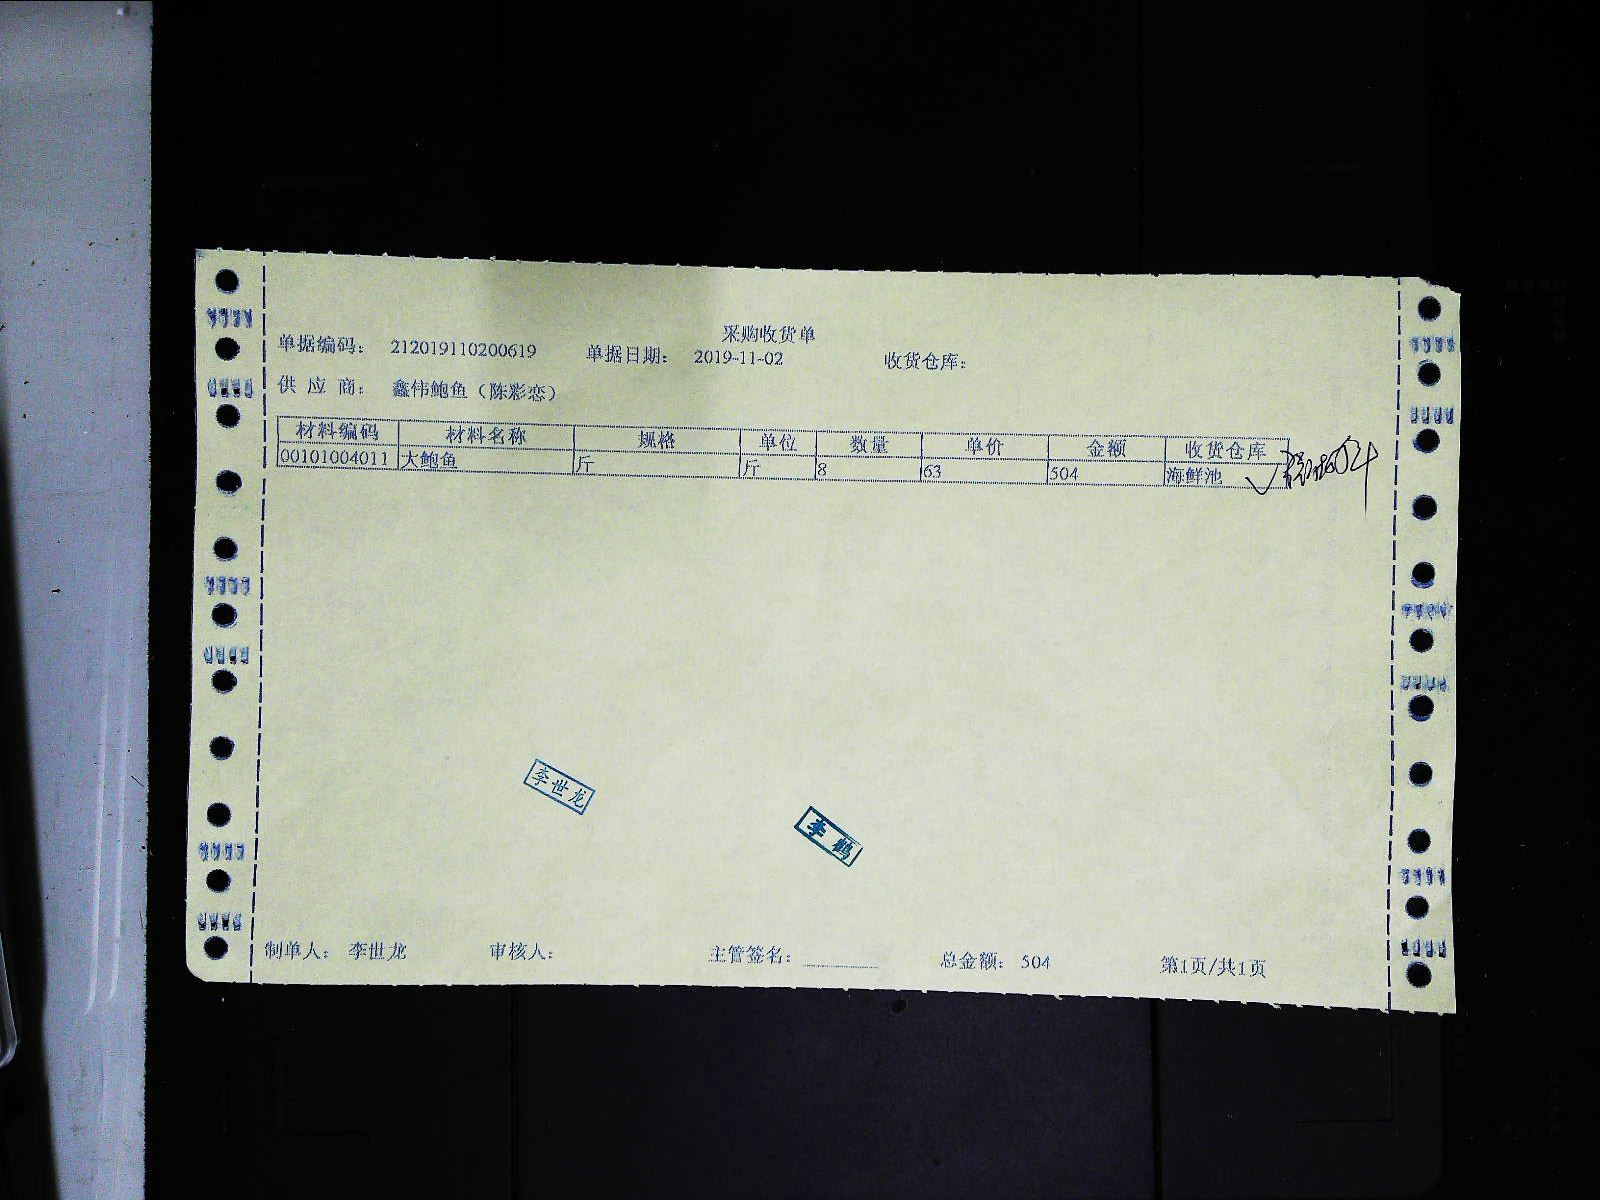 采购收货单
单据编码： 212019110200619 单据日期： 2019-11-02 收货仓库：
供 应 商： 鑫伟鲍鱼（陈彩恋）
材料编码 材料名称 规格 单位 数量 单价 金额 收货仓库
00101004011 大鲍鱼 斤 斤 8 63 504 海鲜池
李世龙
李鹤
制单人： 李世龙 审核人： 主管签名： 总金额： 504 第1页/共1页